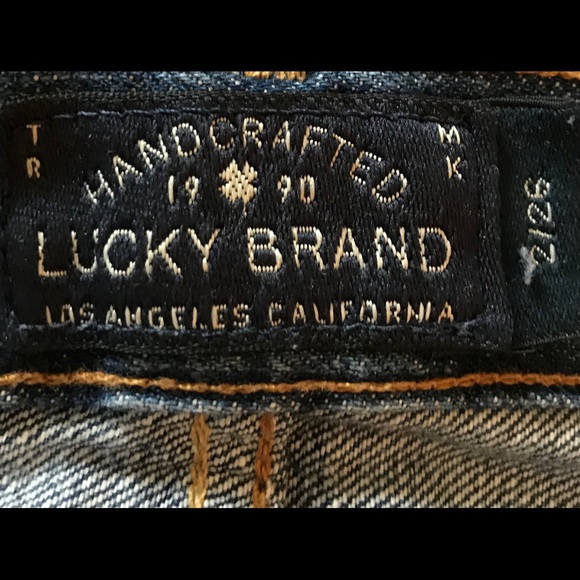 HANDCRAFTED
TR MK
19 90
LUCKY BRAND
LOS ANGELES CALIFORNIA
2/26